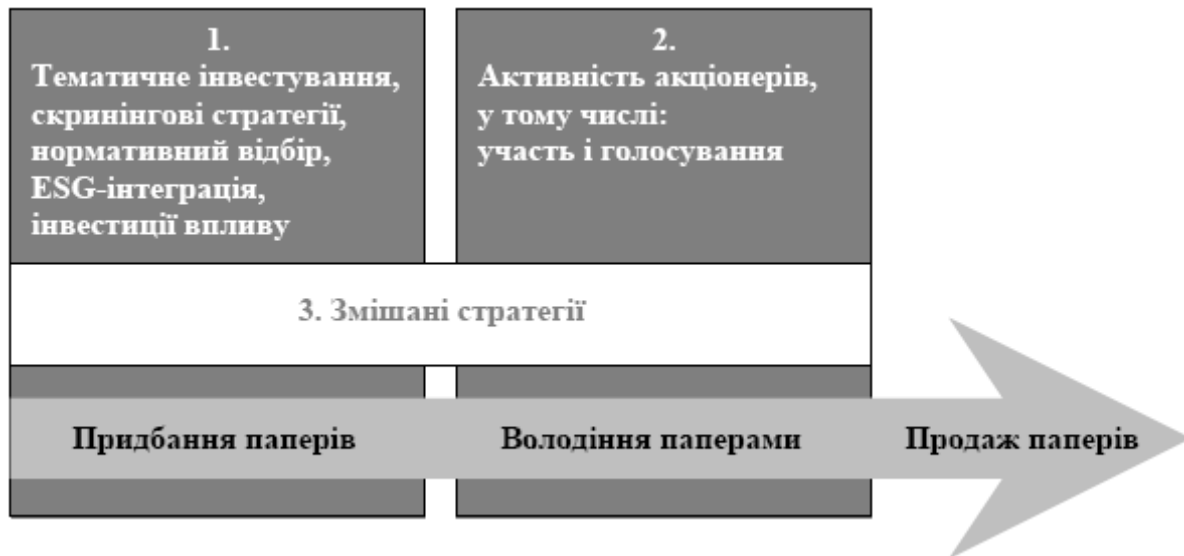 1.
Тематичне інвестування,
скринінгові стратегії,
нормативний відбір,
ESG-інтеграція,
інвестиції впливу
2.
Активність акціонерів,
у тому числі:
участь і голосування
3. Змішані стратегії
Придбання паперів
Володіння паперами
Продаж паперів